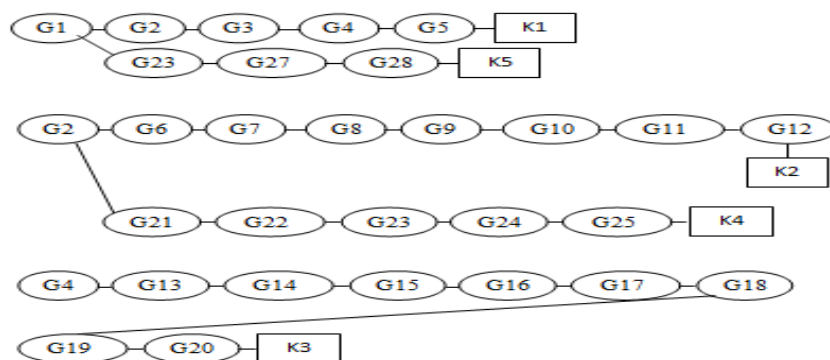 G1 G2 G3 G4 G5 K1
G23 G27 G28 K5
G2 G6 G7 G8 G9 G10 G11 G12
K2
G21 G22 G23 G24 G25 K4
G4 G13 G14 G15 G16 G17 G18
G19 G20 K3